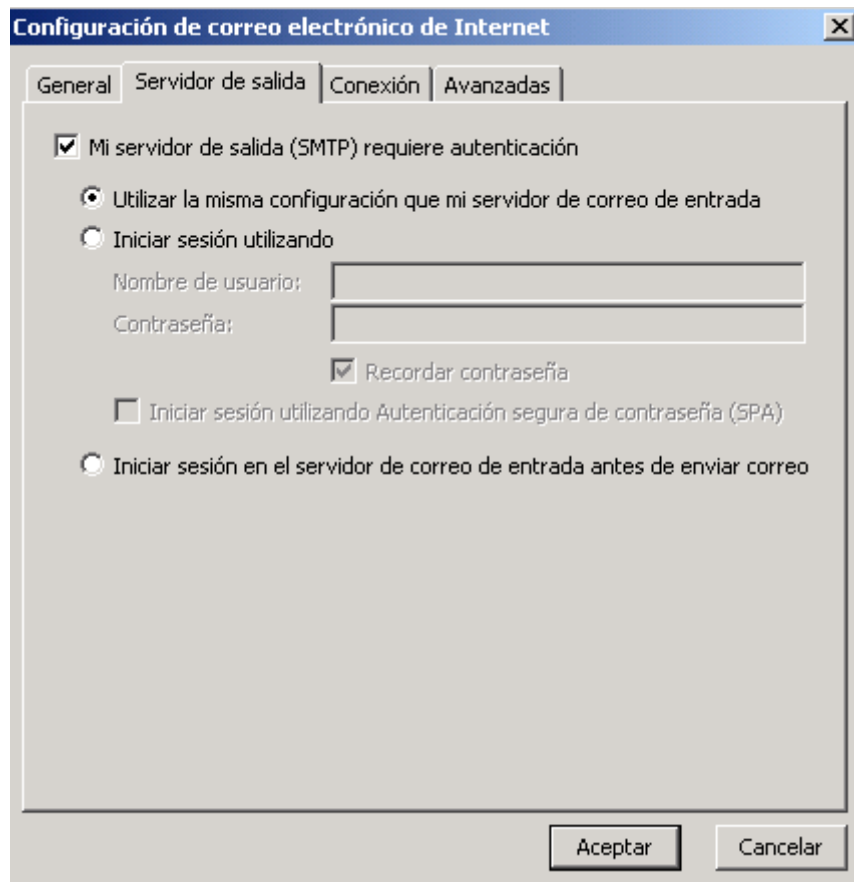 Configuración de correo electrónico de Internet
General Servidor de salida Conexión Avanzadas
Mi servidor de salida (SMTP) requiere autenticación
Utilizar la misma configuración que mi servidor de correo de entrada
Iniciar sesión utilizando
Nombre de usuario:
Contraseña:
Recordar contraseña
Iniciar sesión utilizando Autenticación segura de contraseña (SPA)
Iniciar sesión en el servidor de correo de entrada antes de enviar correo
Aceptar Cancelar